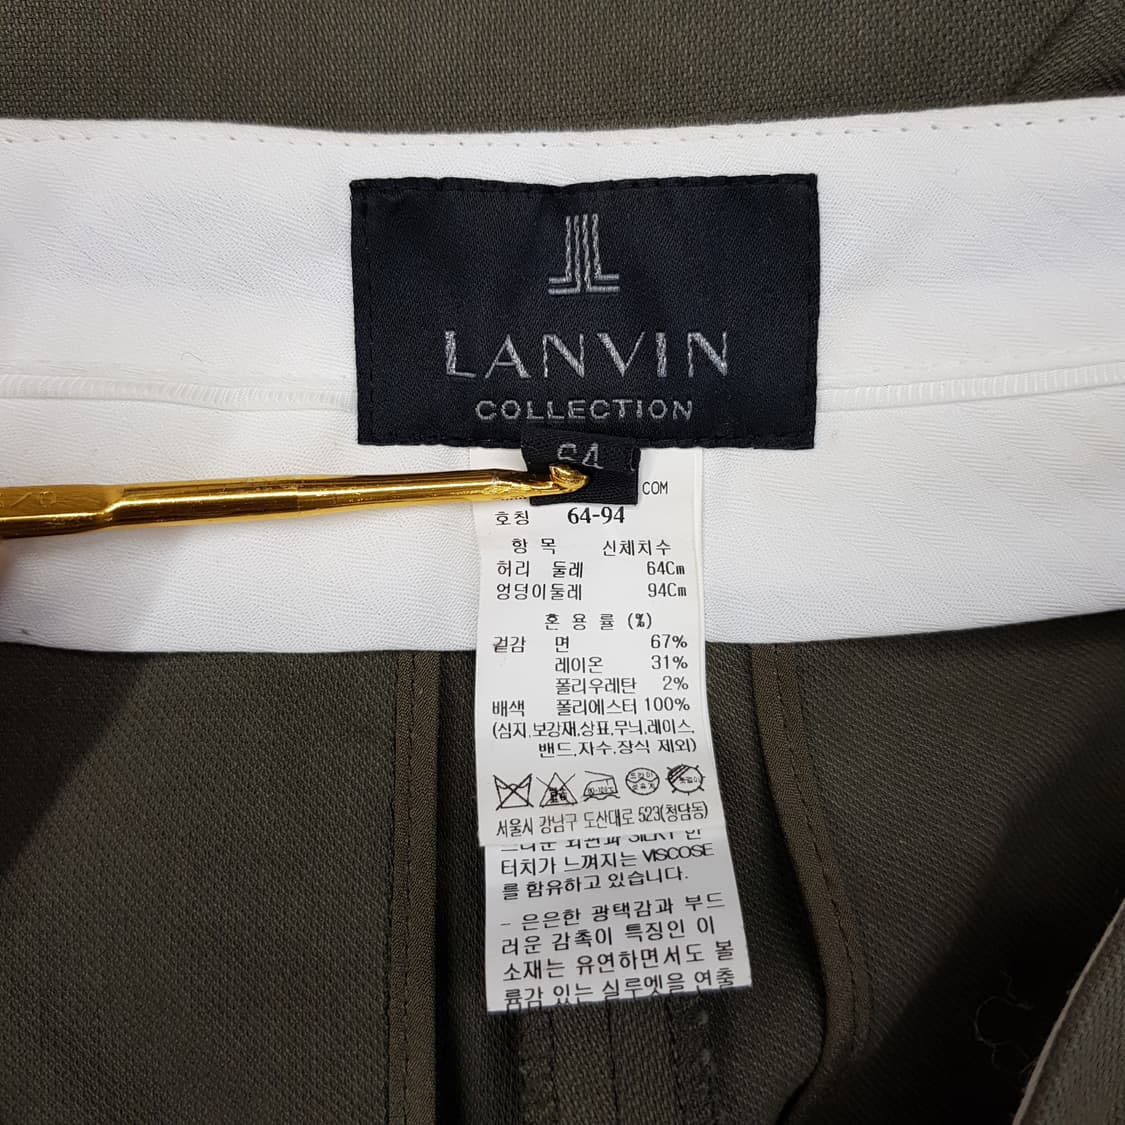 LANVIN
COLLECTION
64
COM
호칭 64-94
항 목 신체치수
허리 둘레 64Cm
엉덩이둘레 94Cm
혼 용 률 (%)
겉감 면 67%
레이온 31%
폴리우레탄 2%
배색 폴리에스터 100%
(심지,보강재,상표,무늬,레이스,
밴드,자수,장식 제외)
서울시 강남구 도산대로 523(청담동)
터치가 느껴지는 VISCOSE
를 함유하고 있습니다.
- 은은한 광택감과 부드
러운 감촉이 특징인 이
소재는 유연하면서도 볼
륨감 있는 실루엣을 연출